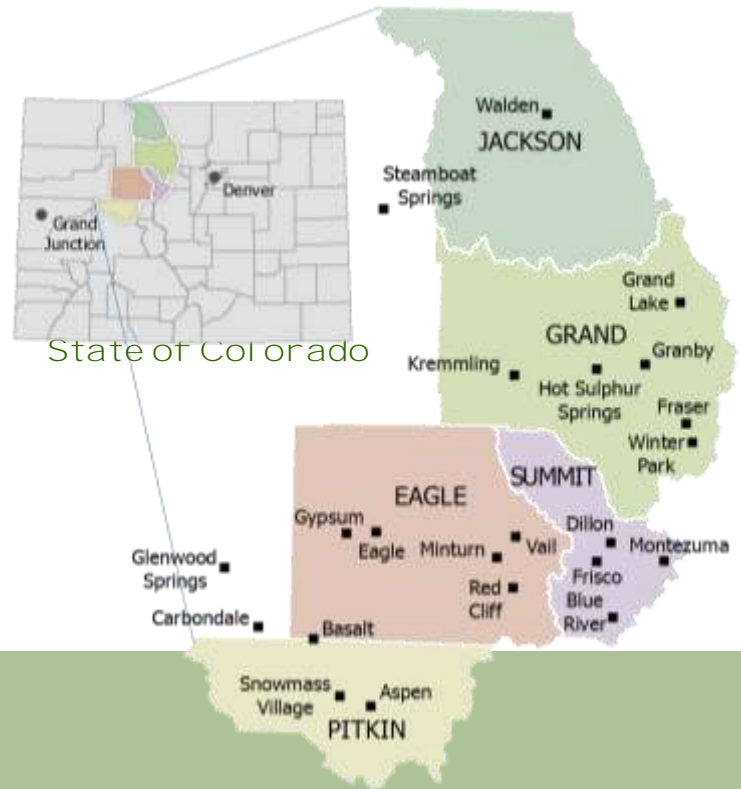 Walden
JACKSON
Steamboat
Springs
Denver
Grand
Junction
State of Colorado
Grand
Lake
GRAND
Granby
Kremmling
Hot Sulphur
Springs
Fraser
Winter
Park
SUMMIT
EAGLE
Gypsum
Eagle
Dillon
Minturn
Vail
Montezuma
Glenwood
Springs
Frisco
Red
Cliff
Blue
River
Carbondale
Basalt
Snowmass
Village
Aspen
PITKIN